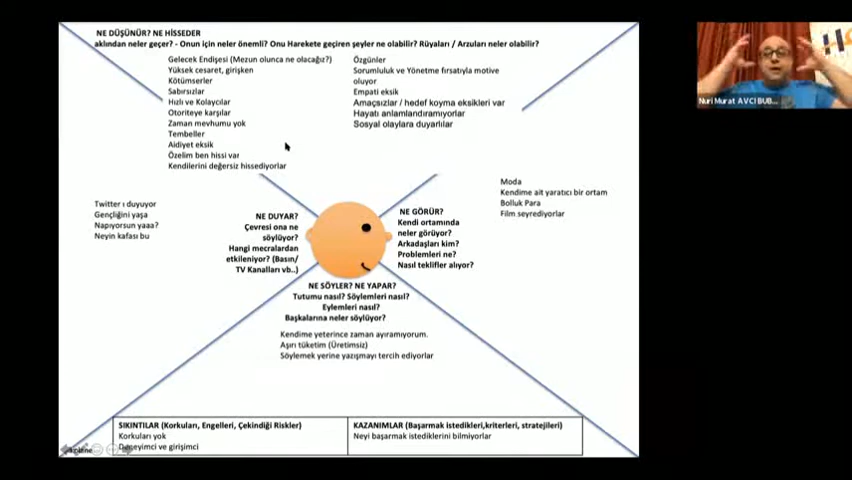 NE DÜŞÜNÜR? NE HİSSEDER
aklından neler geçer? - Onun için neler önemli? Onu Harekete geçiren şeyler ne olabilir? Rüyaları / Arzuları neler olabilir?
Gelecek Endişesi (Mezun olunca ne olacağız?)
Yüksek cesaret, girişken
Kötümserler
Sabırsızlar
Hızlı ve Kolaycılar
Otoriteye karşılar
Zaman mevhumu yok
Tembeller
Aidiyet eksik
Özelim ben hissi var
Kendilerini değersiz hissediyorlar
Özgünler
Sorumluluk ve Yönetme fırsatıyla motive
oluyor
Empati eksik
Amaçsızlar / hedef koyma eksikleri var
Hayatı anlamlandıramıyorlar
Sosyal olaylara duyarlılar
Twitter ı duyuyor
Gençliğini yaşa
Napıyorsun yaaa?
Neyin kafası bu
NE DUYAR?
Çevresi ona ne
söylüyor?
Hangi mecralardan
etkileniyor? (Basın/
TV Kanalları vb..)
NE GÖRÜR?
Kendi ortamında
neler görüyor?
Arkadaşları kim?
Problemleri ne?
Nasıl teklifler alıyor?
Moda
Kendime ait yaratıcı bir ortam
Bolluk Para
Film seyrediyorlar
NE SÖYLER? NE YAPAR?
Tutumu nasıl? Söylemleri nasıl?
Eylemleri nasıl?
Başkalarına neler söylüyor?
Kendime yeterince zaman ayıramıyorum.
Aşırı tüketim (Üretimsiz)
Söylemek yerine yazışmayı tercih ediyorlar
SIKINTILAR (Korkuları, Engelleri, Çekindiği Riskler)
Korkuları yok
Deneyimci ve girişimci
KAZANIMLAR (Başarmak istedikleri,kriterleri, stratejileri)
Neyi başarmak istediklerini bilmiyorlar
Nuri Murat AVCI BUB...